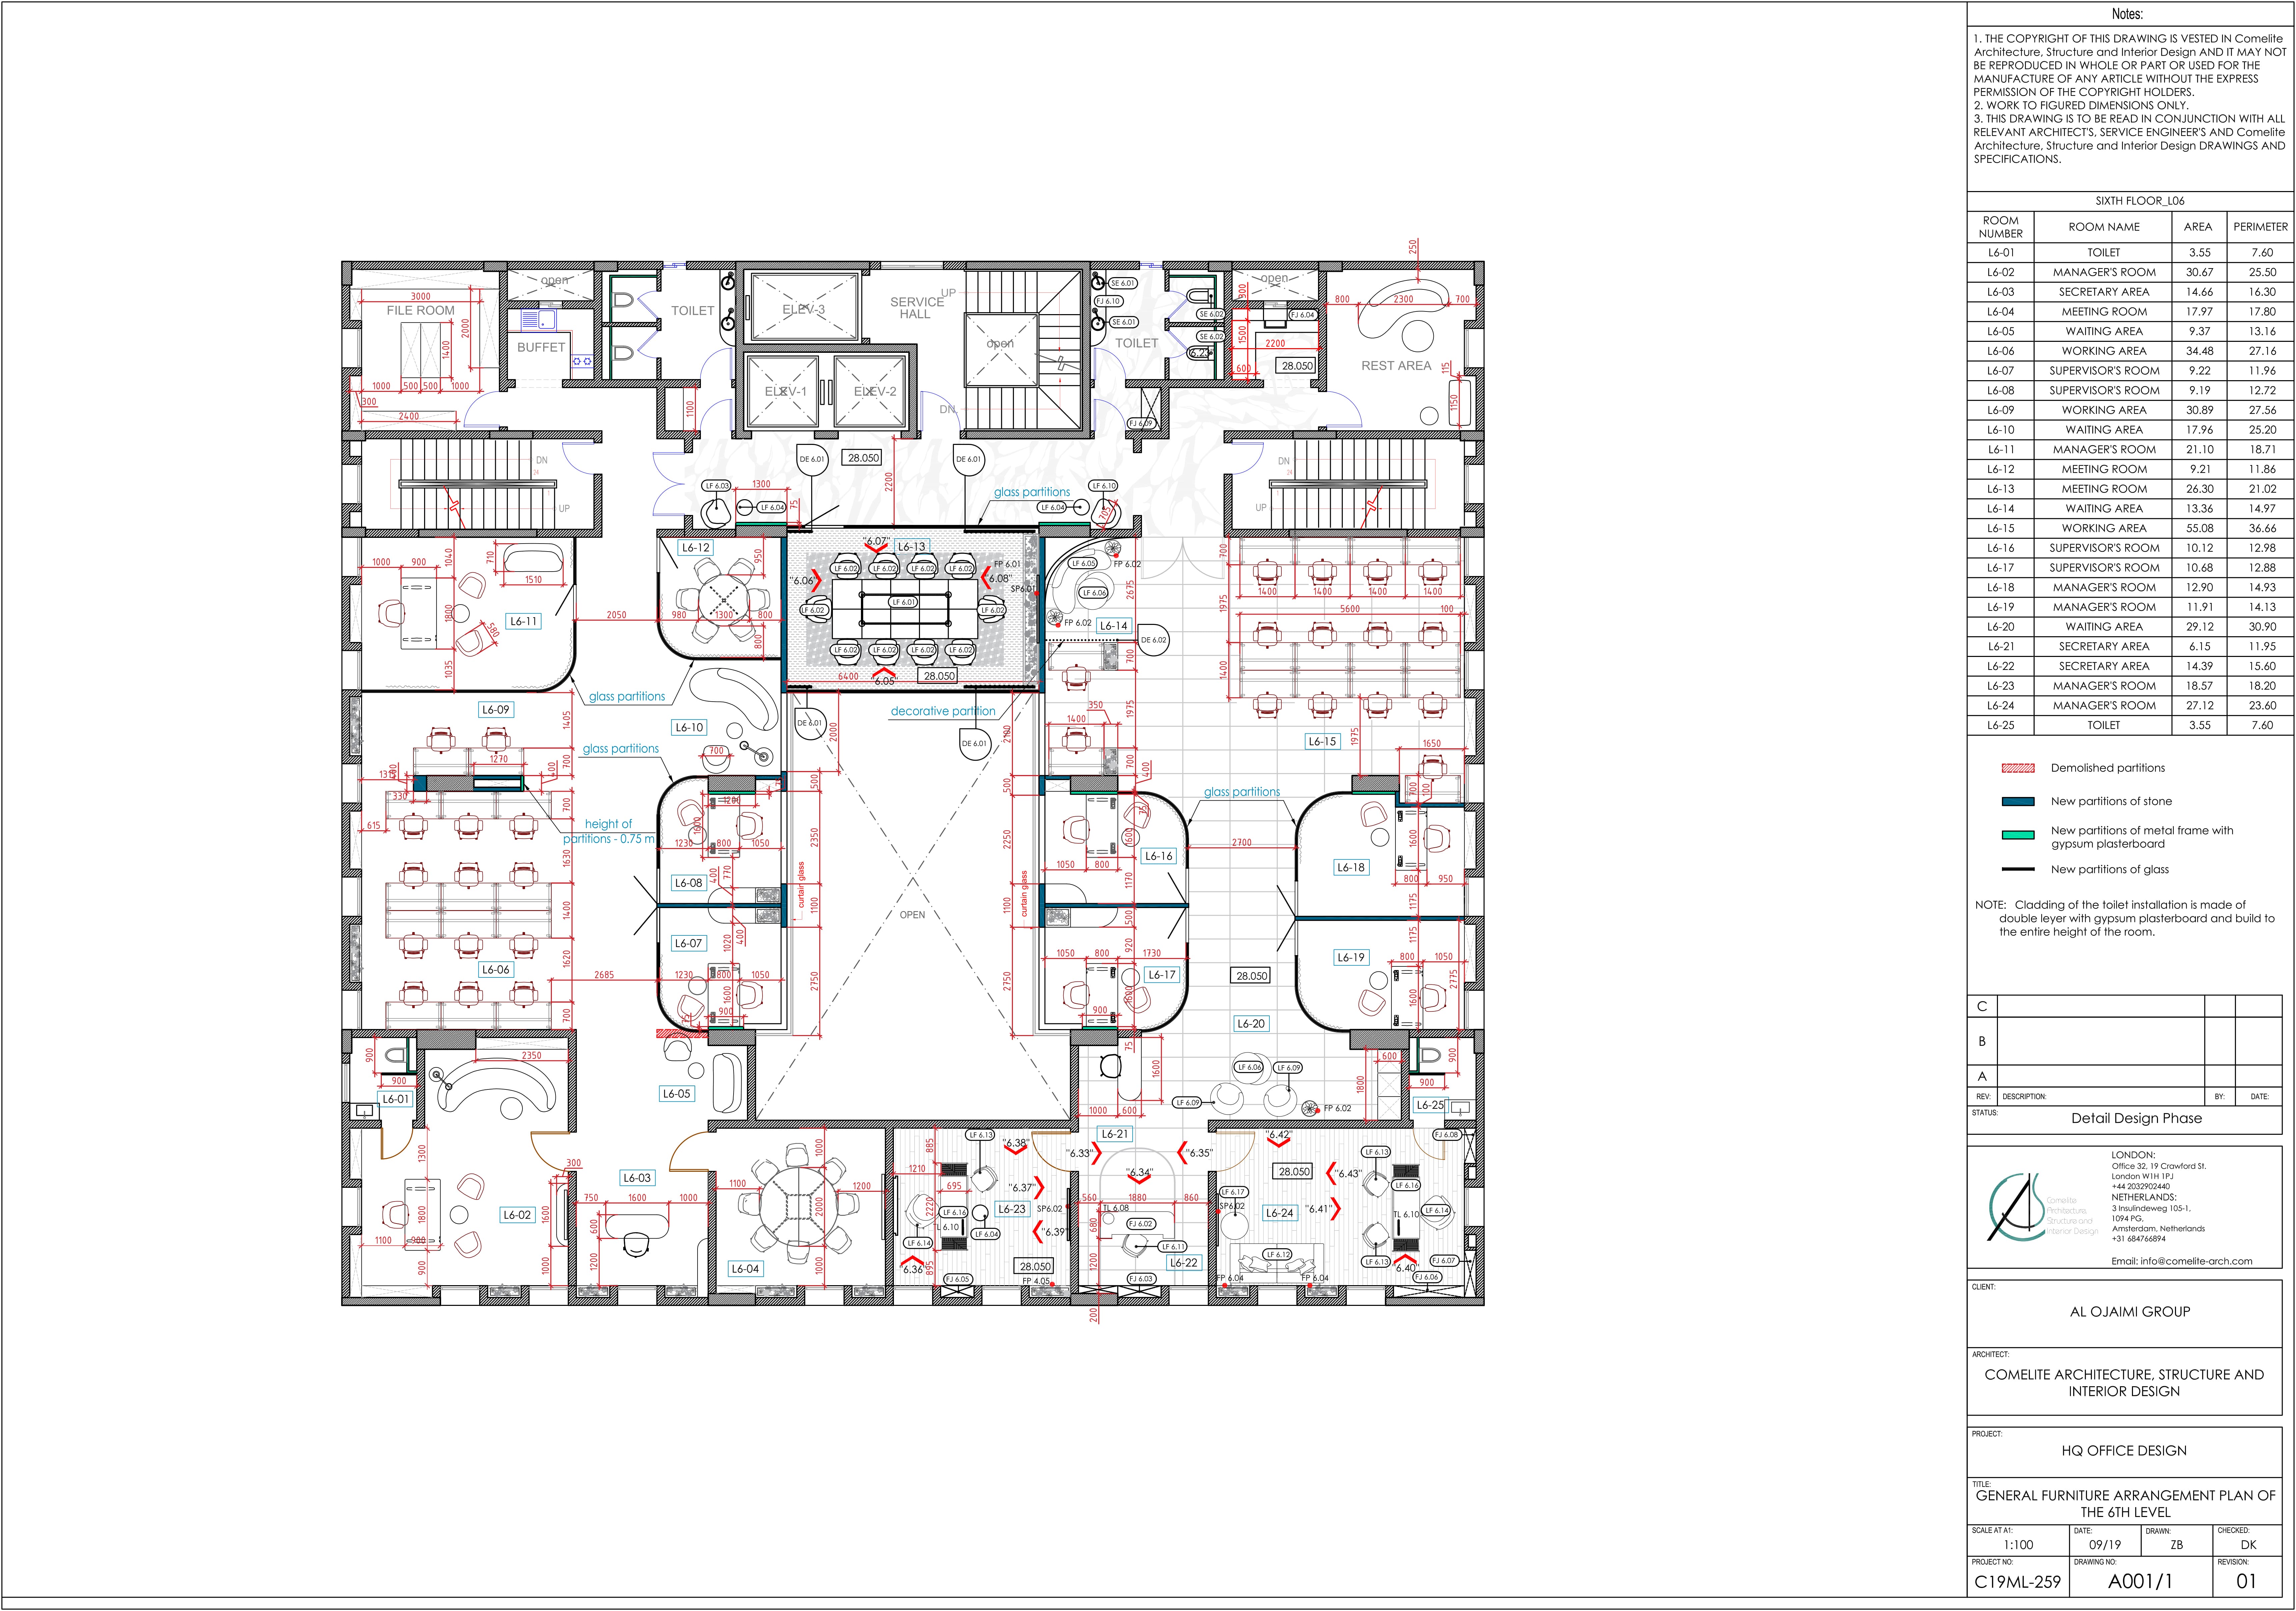 Notes:
1. THE COPYRIGHT OF THIS DRAWING IS VESTED IN Comelite
Architecture, Structure and Interior Design AND IT MAY NOT
BE REPRODUCED IN WHOLE OR PART OR USED FOR THE
MANUFACTURE OF ANY ARTICLE WITHOUT THE EXPRESS
PERMISSION OF THE COPYRIGHT HOLDERS.
2. WORK TO FIGURED DIMENSIONS ONLY.
3. THIS DRAWING IS TO BE READ IN CONJUNCTION WITH ALL
RELEVANT ARCHITECT'S, SERVICE ENGINEER'S AND Comelite
Architecture, Structure and Interior Design DRAWINGS AND
SPECIFICATIONS.
SIXTH FLOOR_L06
ROOM NUMBER ROOM NAME AREA PERIMETER
L6-01 TOILET 3.55 7.60
L6-02 MANAGER'S ROOM 30.67 25.50
L6-03 SECRETARY AREA 14.66 16.30
L6-04 MEETING ROOM 17.97 17.80
L6-05 WAITING AREA 9.37 13.16
L6-06 WORKING AREA 34.48 27.16
L6-07 SUPERVISOR'S ROOM 9.22 11.96
L6-08 SUPERVISOR'S ROOM 9.19 12.72
L6-09 WORKING AREA 30.89 27.56
L6-10 WAITING AREA 17.96 25.20
L6-11 MANAGER'S ROOM 21.10 18.71
L6-12 MEETING ROOM 9.21 11.86
L6-13 MEETING ROOM 26.30 21.02
L6-14 WAITING AREA 13.36 14.97
L6-15 WORKING AREA 55.08 36.66
L6-16 SUPERVISOR'S ROOM 10.12 12.98
L6-17 SUPERVISOR'S ROOM 10.68 12.88
L6-18 MANAGER'S ROOM 12.90 14.93
L6-19 MANAGER'S ROOM 11.91 14.13
L6-20 WAITING AREA 29.12 30.90
L6-21 SECRETARY AREA 6.15 11.95
L6-22 SECRETARY AREA 14.39 15.60
L6-23 MANAGER'S ROOM 18.57 18.20
L6-24 MANAGER'S ROOM 27.12 23.60
L6-25 TOILET 3.55 7.60
Demolished partitions
New partitions of stone
New partitions of metal frame with
gypsum plasterboard
New partitions of glass
NOTE: Cladding of the toilet installation is made of
double leyer with gypsum plasterboard and build to
the entire height of the room.
C
B
A
REV: DESCRIPTION: BY: DATE:
STATUS:
Detail Design Phase
Comelite
Architecture,
Structure and
Interior Design
LONDON:
Office 32, 19 Crawford St.
London W1H 1PJ
+44 2032902440
NETHERLANDS:
3 Insulindeweg 105-1,
1094 PG,
Amsterdam, Netherlands
+31 684766894
Email: info@comelite-arch.com
CLIENT:
AL OJAIMI GROUP
ARCHITECT:
COMELITE ARCHITECTURE, STRUCTURE AND
INTERIOR DESIGN
PROJECT:
HQ OFFICE DESIGN
TITLE:
GENERAL FURNITURE ARRANGEMENT PLAN OF
THE 6TH LEVEL
SCALE AT A1: DATE: DRAWN: CHECKED:
1:100 09/19 ZB DK
PROJECT NO: DRAWING NO: REVISION:
C19ML-259 A001/1 01
FILE ROOM
3000
2000
1400
1000 500 500 1000
300
2400
open
BUFFET
TOILET
1100
ELEV-3
ELEV-1
ELEV-2
SERVICE
HALL
UP
open
DN
TOILET
SE 6.01
FJ 6.10
SE 6.01
SE 6.02
SE 6.02
open
FJ 6.04
1500
2200
600
28.050
FJ 6.09
250
800 2300 700
REST AREA
115
1150
DN
24
UP
DN
24
UP
DE 6.01
28.050
2200
DE 6.01
LF 6.03
1300
LF 6.04
75
glass partitions
LF 6.04
LF 6.10
705
1000 900
1040
710
1510
1800
580
1035
L6-11
2050
L6-12
950
980 1300 800
800
"6.07"
L6-13
"6.06"
"6.08"
FP 6.01
SP6.01
LF 6.02 LF 6.02 LF 6.02 LF 6.02
LF 6.02 LF 6.01 LF 6.02
LF 6.02 LF 6.02 LF 6.02 LF 6.02
6400
"6.05"
28.050
LF 6.05
FP 6.02
LF 6.06
FP 6.02
L6-14
2675
DE 6.02
700
1975
1400
1400 1400 1400 1400
5600 100
glass partitions
L6-09
1405
L6-10
DE 6.01
2000
decorative partition
DE 6.01
2100
700
1975
350
1400
700
L6-15
1975
1650
glass partitions
700
1270
700
1315
330
615
height of
partitions - 0.75 m
700
1630
1400
1620
700
L6-06
2685
1600
1230 800 1050
L6-08
400
770
L6-07
1020
400
1230 800 1050
1600
900
500
2350
1100
2750
curtain glass
OPEN
curtain glass
500
2250
1100
2750
400
glass partitions
1600
L6-16
1050 800
1170
500
920
1050 800 1730
L6-17
900
2700
28.050
L6-20
700
100
1600
L6-18
800 950
1175
1175
L6-19
800 1050
1600
2775
900
900
L6-01
2350
1300
L6-02
1800
1100 900
900
300
1600
1000
L6-05
L6-03
750 1600 1000
600
1200
1000
1100 1200
2000
L6-04
1000
75
1600
1000 600
LF 6.06
LF 6.09
LF 6.09
FP 6.02
600
1800
900
900
L6-25
LF 6.13
885
1210
695
2220
LF 6.16
LF 6.04
LF 6.14
895
"6.38"
"6.37"
L6-23
SP6.02
"6.39"
"6.36"
28.050
FP 4.05
FJ 6.05
L6-21
"6.33"
"6.35"
"6.34"
560 1880 860
TL 6.08
680
FJ 6.02
LF 6.11
L6-22
1200
FJ 6.03
200
"6.42"
28.050
"6.43"
LF 6.13
FJ 6.08
LF 6.17
SP6.02
L6-24
"6.41"
LF 6.16
TL 6.10
LF 6.14
LF 6.12
LF 6.13
"6.40"
FJ 6.07
FP 6.04
FP 6.04
FJ 6.06